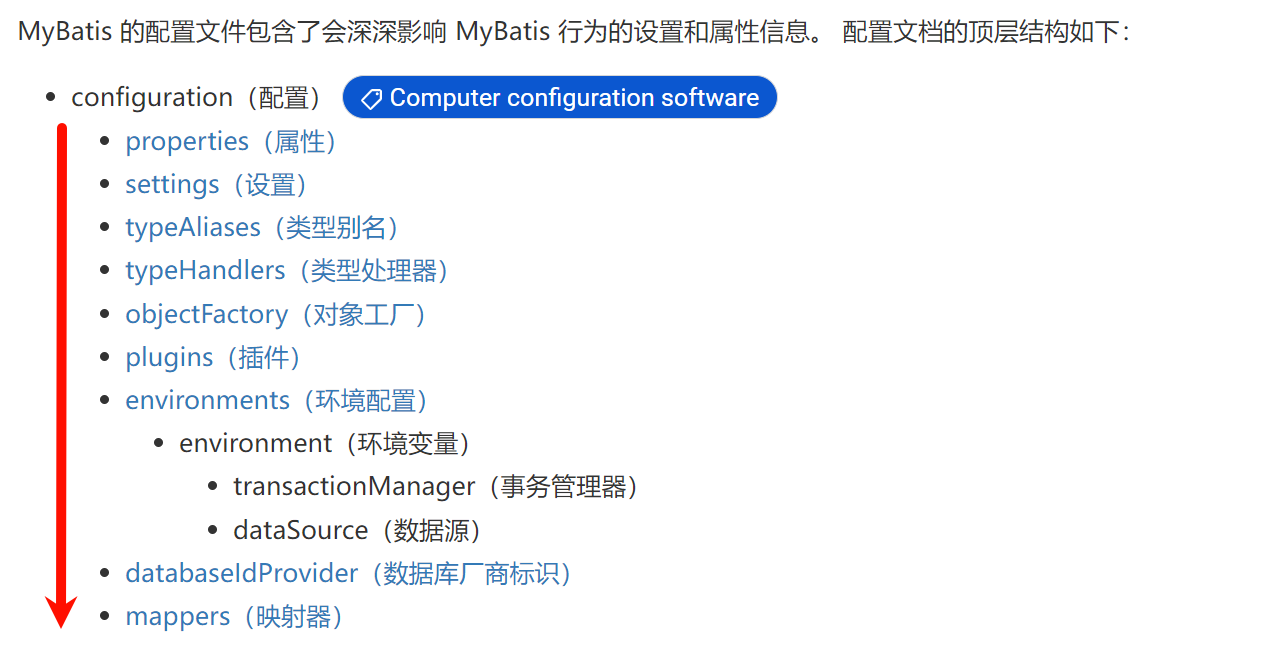 MyBatis 的配置文件包含了会深深影响 MyBatis 行为的设置和属性信息。 配置文档的顶层结构如下：
configuration（配置） Computer configuration software
properties（属性）
settings（设置）
typeAliases（类型别名）
typeHandlers（类型处理器）
objectFactory（对象工厂）
plugins（插件）
environments（环境配置）
environment（环境变量）
transactionManager（事务管理器）
dataSource（数据源）
databaseIdProvider（数据库厂商标识）
mappers（映射器）